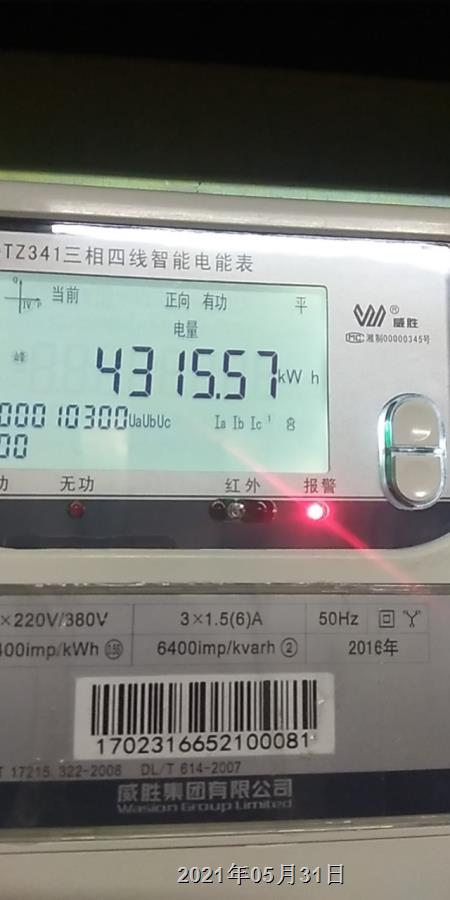 TZ341三相四线智能电能表
当前 正向 有功 平
电量
峰 4315.57 kW h
00010300 UaUbUc Ia Ib Ic
00
威胜
MC 湘制00000345号
功 无功 红外 报警
×220V/380V 3×1.5(6)A 50Hz
400imp/kWh 6400imp/kvarh ② 2016年
1702316652100081
T 17215.322-2008 DL/T 614-2007
威胜集团有限公司
Wasion Group Limited
2021年05月31日